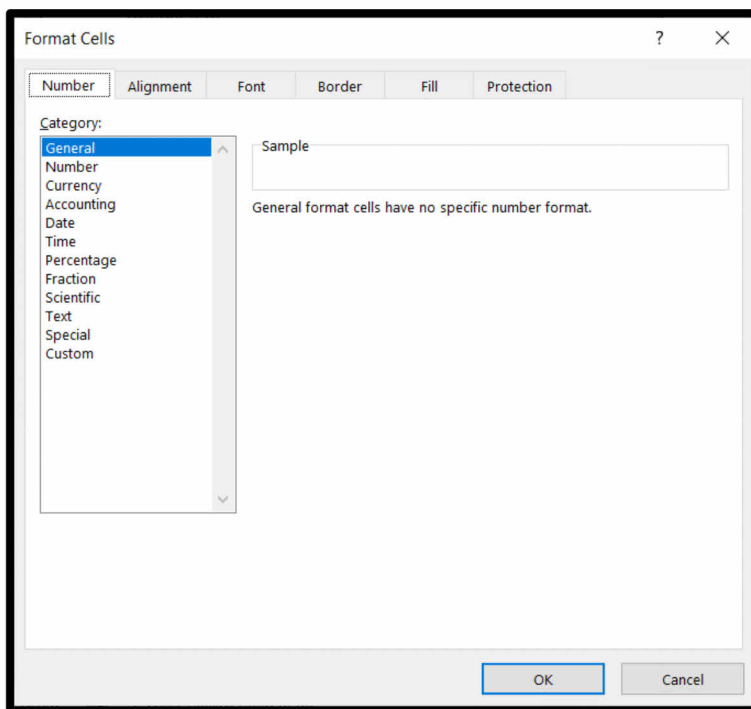 Format Cells
?
Number Alignment Font Border Fill Protection
Category:
General
Number
Currency
Accounting
Date
Time
Percentage
Fraction
Scientific
Text
Special
Custom
Sample
General format cells have no specific number format.
OK Cancel